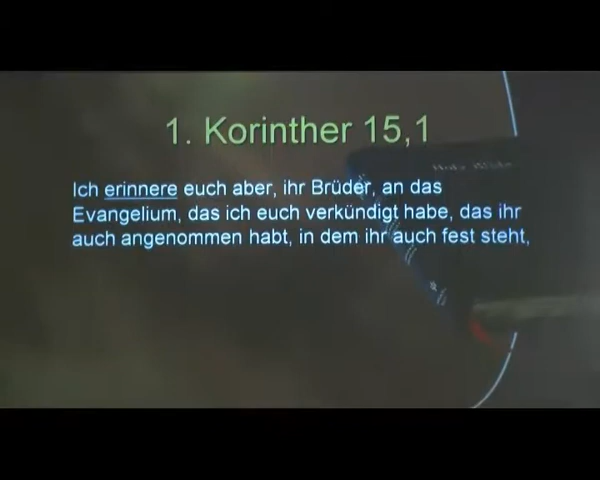 1. Korinther 15,1
Ich erinnere euch aber, ihr Brüder, an das
Evangelium, das ich euch verkündigt habe, das ihr
auch angenommen habt, in dem ihr auch fest steht,